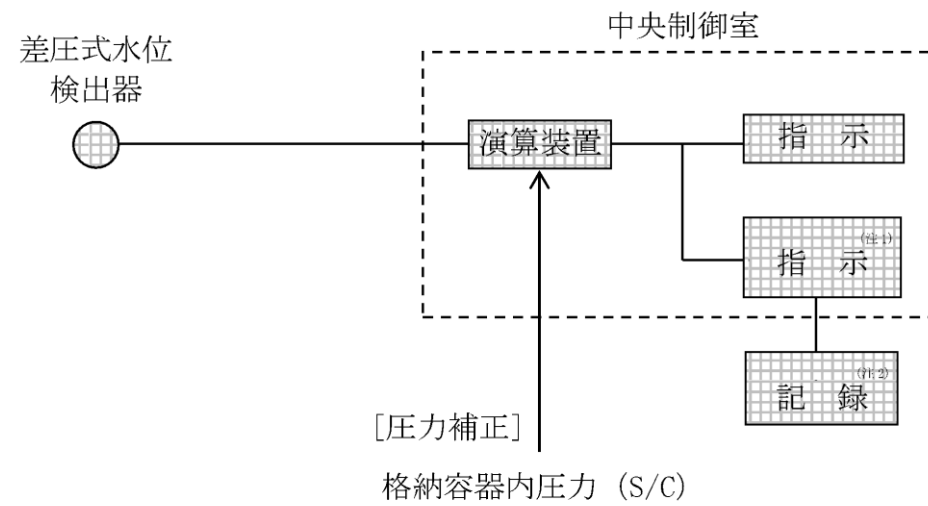 中央制御室
差圧式水位
検出器
演算装置
指 示
指 示(注1)
記 録(注2)
[圧力補正]
格納容器内圧力 (S/C)